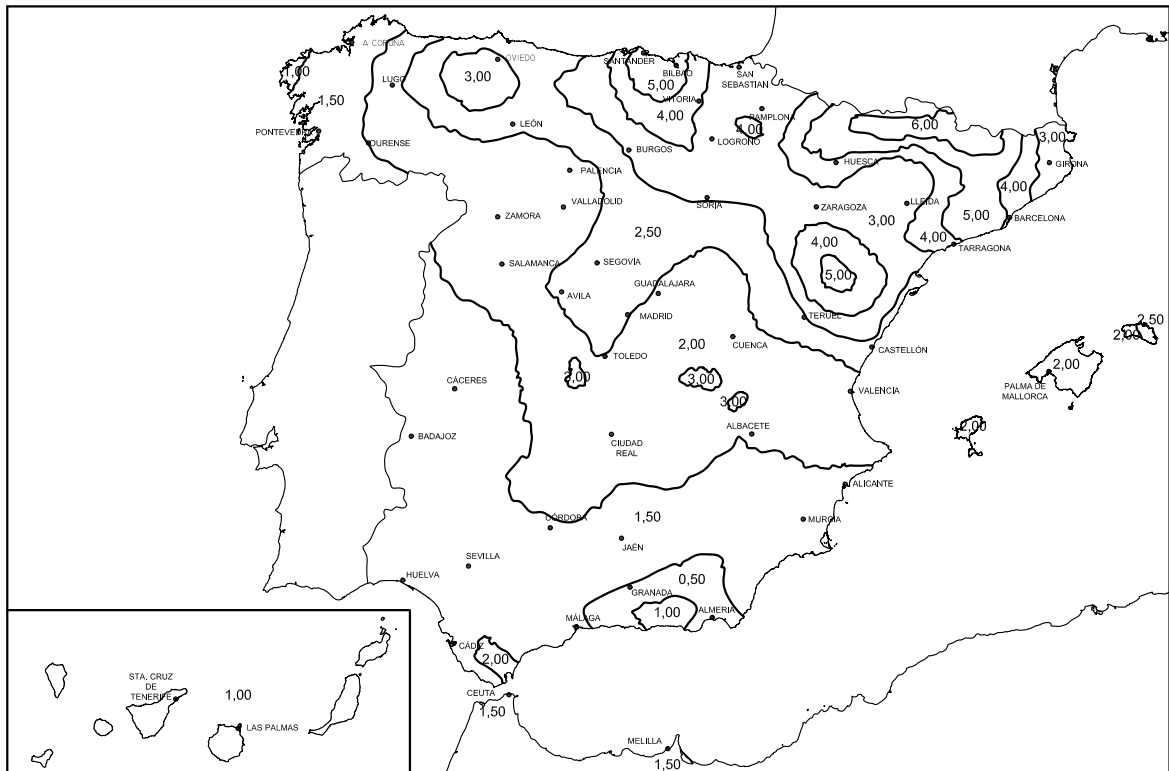 A CORUÑA
OVIEDO
SANTANDER
BILBAO
SAN
SEBASTIAN
1,00
LUGO
3,00
5,00
VITORIA
1,50
4,00
PAMPLONA
4,00
6,00
PONTEVEDRA
LEÓN
LOGROÑO
3,00
OURENSE
BURGOS
HUESCA
GIRONA
PALENCIA
4,00
ZAMORA
VALLADOLID
SORIA
ZARAGOZA
LLEIDA
3,00
5,00
BARCELONA
2,50
4,00
4,00
TARRAGONA
SALAMANCA
SEGOVIA
5,00
AVILA
GUADALAJARA
MADRID
TERUEL
2,50
2,00
2,00
CUENCA
CASTELLÓN
TOLEDO
2,00
CÁCERES
3,00
3,00
VALENCIA
PALMA DE
MALLORCA
3,00
2,00
BADAJOZ
CIUDAD
REAL
ALBACETE
ALICANTE
1,50
CÓRDOBA
MURCIA
JAÉN
SEVILLA
HUELVA
0,50
GRANADA
1,00
ALMERIA
MÁLAGA
CÁDIZ
2,00
STA. CRUZ
DE
TENERIFE
1,00
CEUTA
1,50
LAS PALMAS
MELILLA
1,50